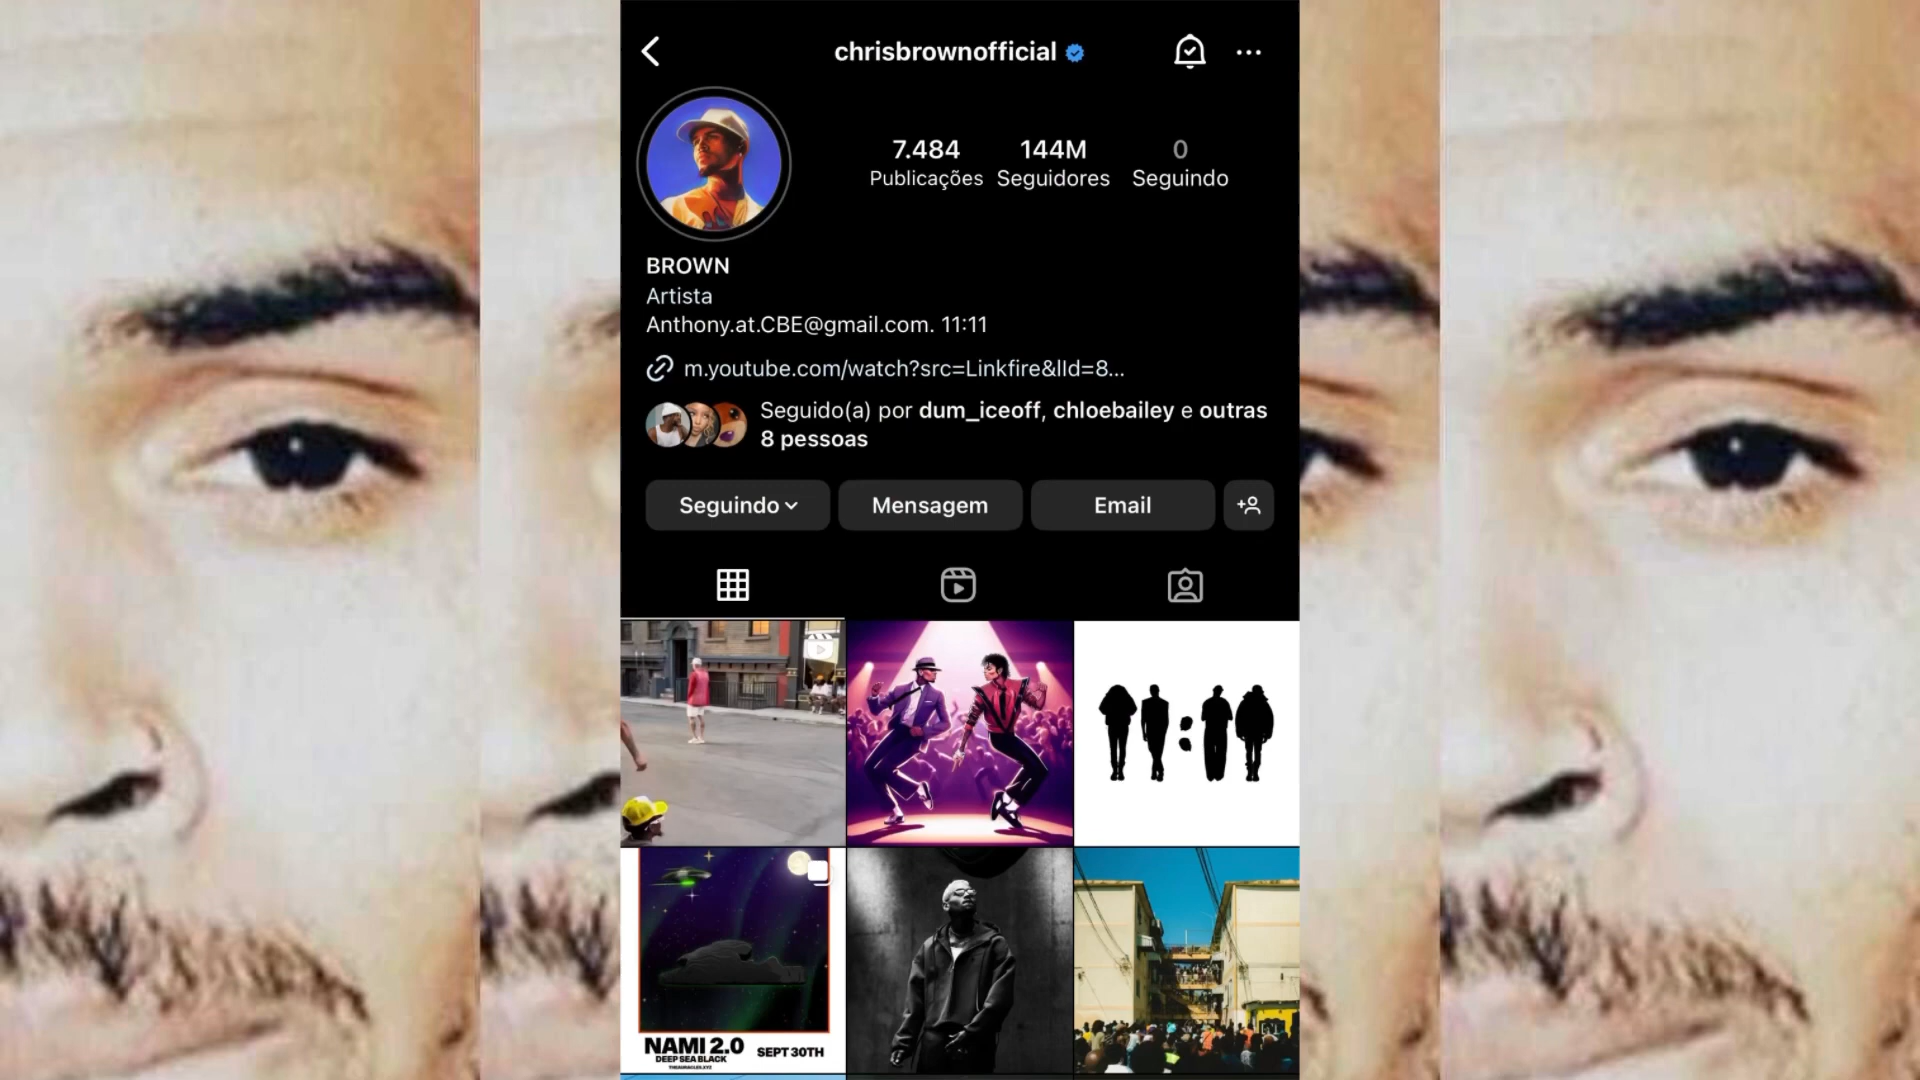 chrisbrownofficial
7.484 144M 0
Publicações Seguidores Seguindo
BROWN
Artista
Anthony.at.CBE@gmail.com. 11:11
m.youtube.com/watch?src=Linkfire&lId=8...
Seguido(a) por dum_iceoff, chloebailey e outras
8 pessoas
Seguindo Mensagem Email
NAMI 2.0 SEPT 30TH
DEEP SEA BLACK